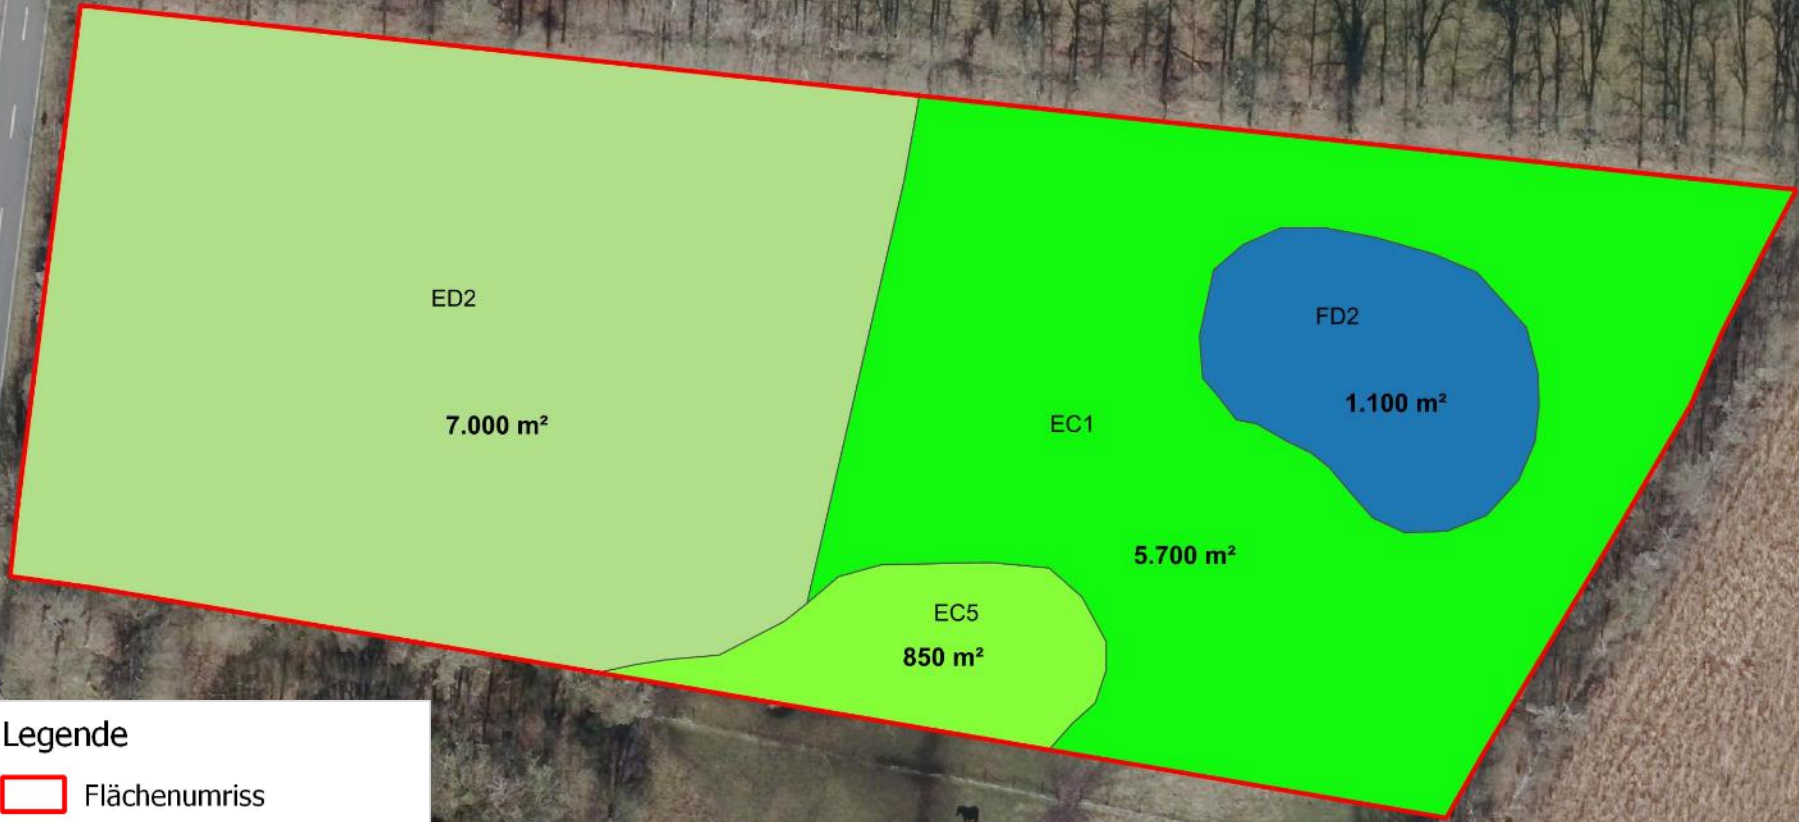 ED2
7.000 m²
FD2
1.100 m²
EC1
5.700 m²
EC5
850 m²
Legende
Flächenumriss